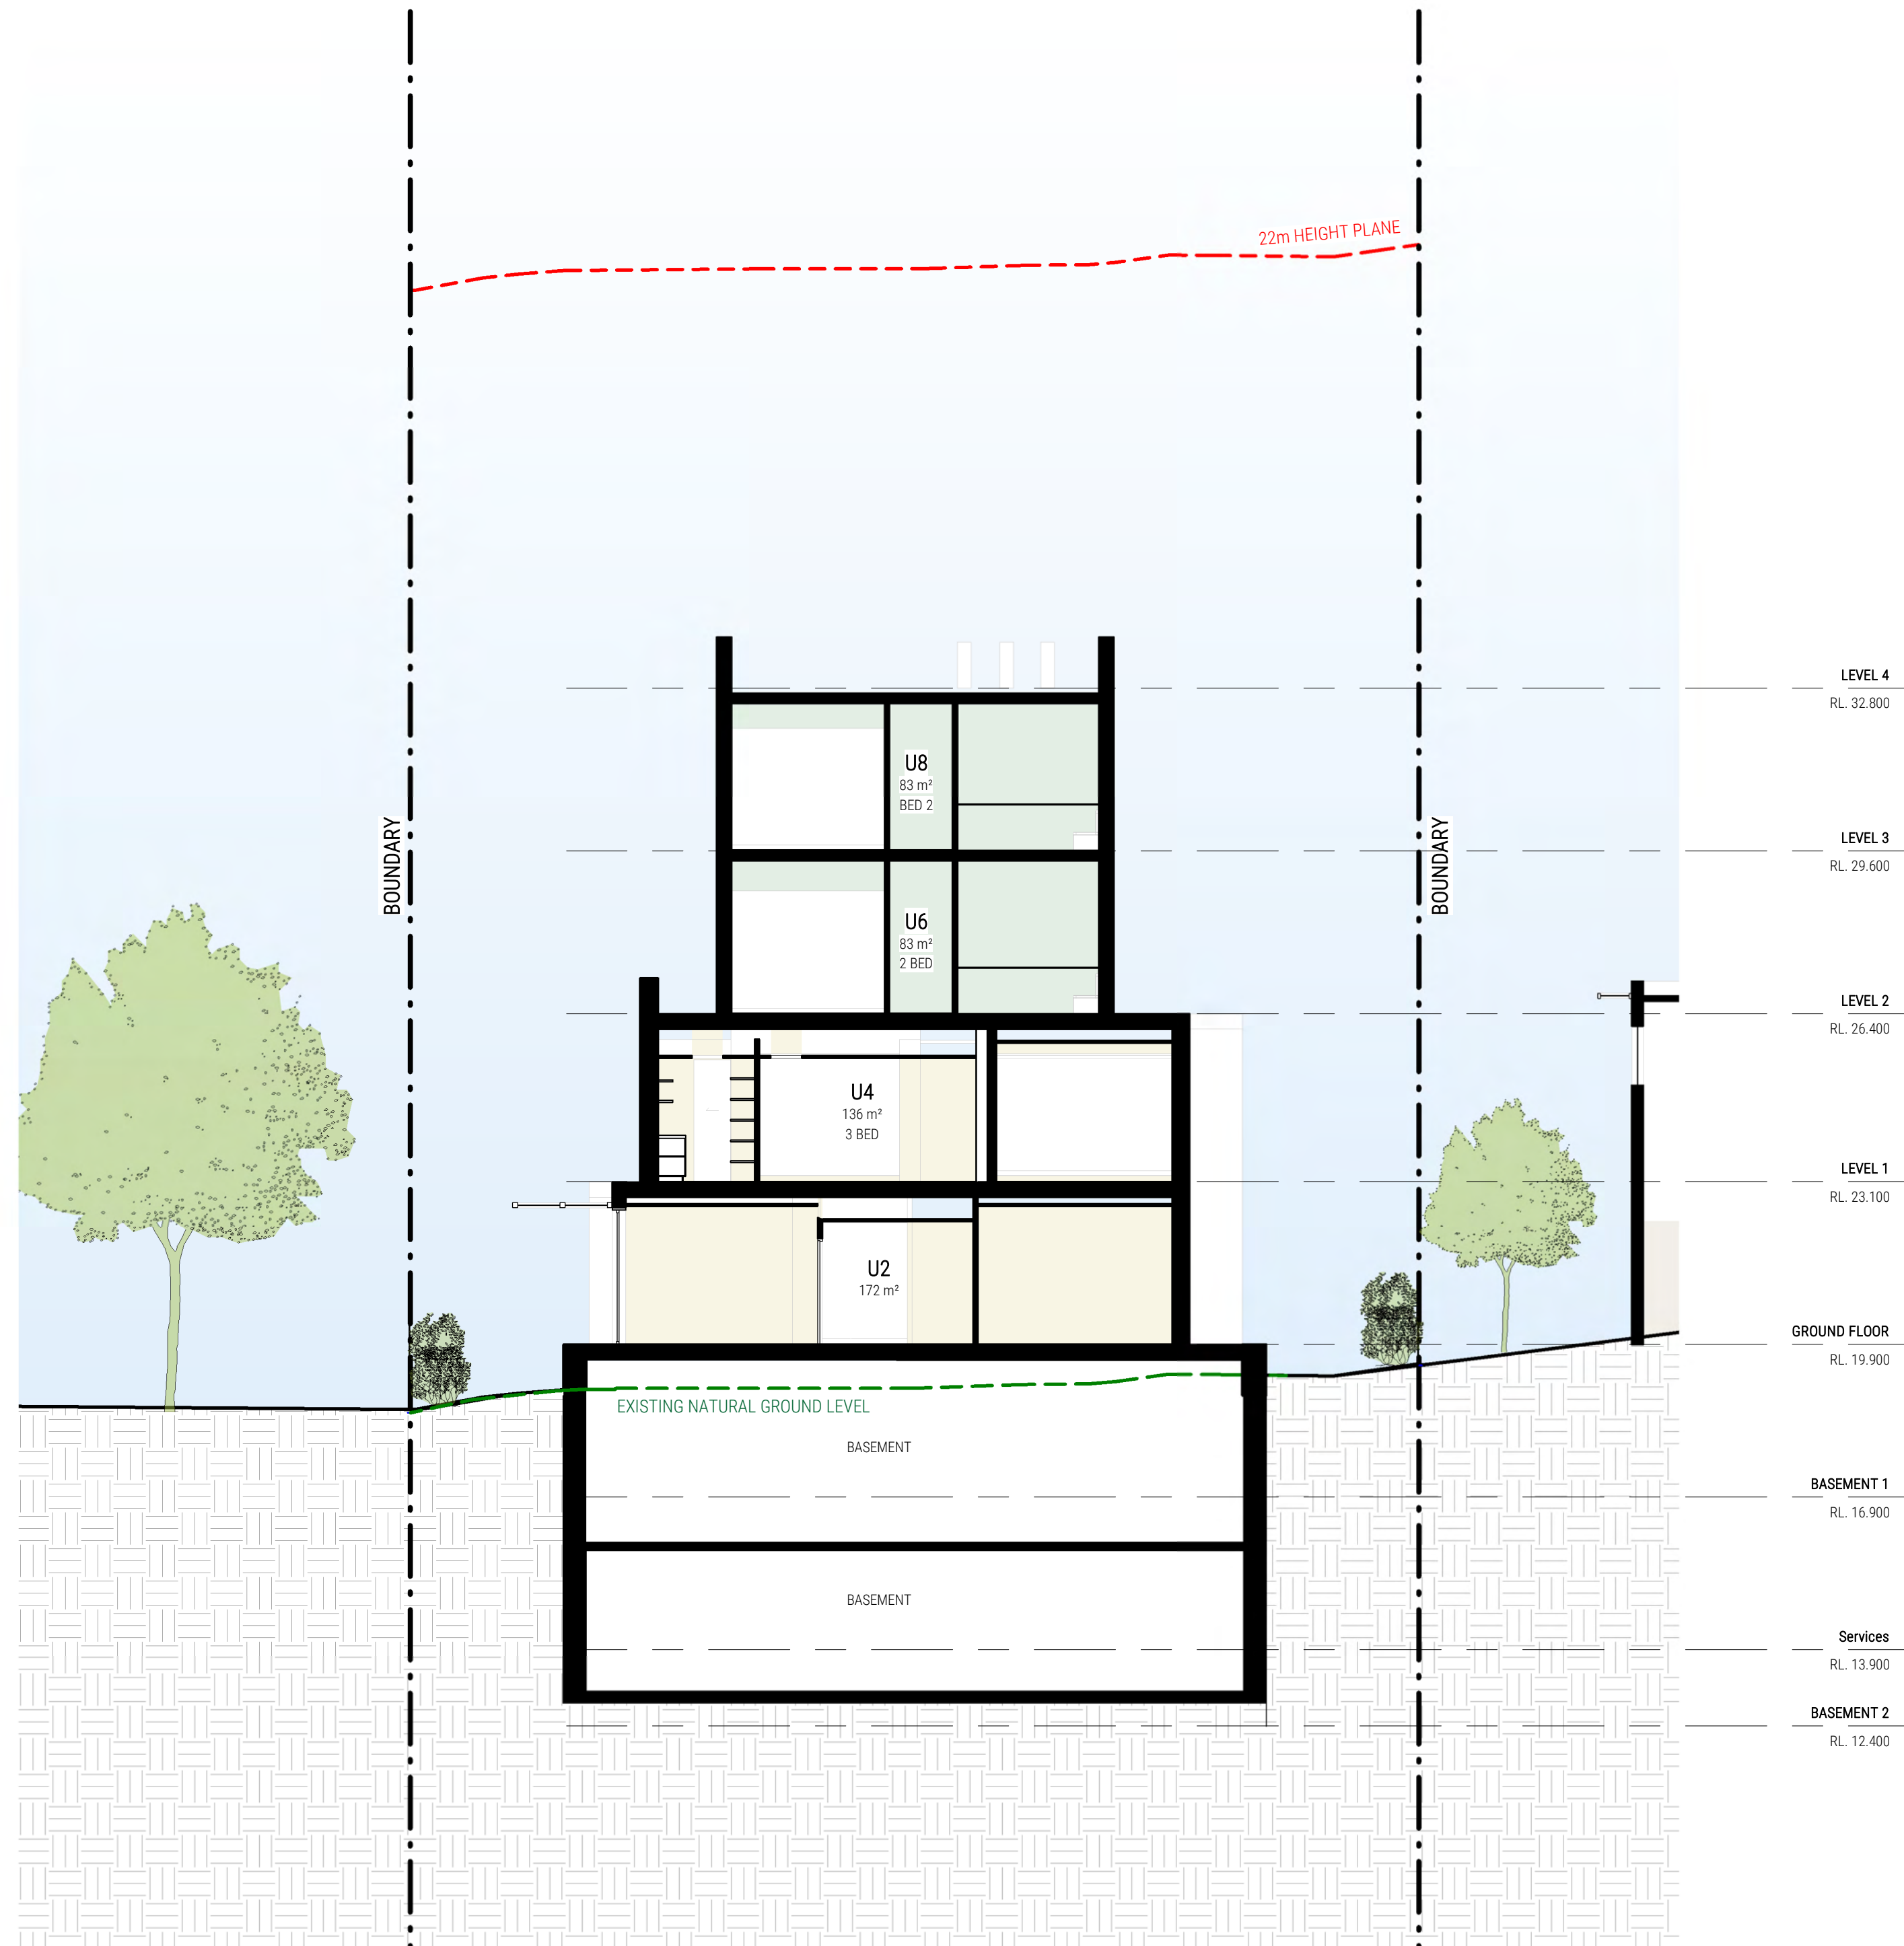 22m HEIGHT PLANE
LEVEL 4
RL. 32.800
U8
83 m²
BED 2
BOUNDARY
BOUNDARY
LEVEL 3
RL. 29.600
U6
83 m²
2 BED
LEVEL 2
RL. 26.400
U4
136 m²
3 BED
LEVEL 1
RL. 23.100
U2
172 m²
GROUND FLOOR
RL. 19.900
EXISTING NATURAL GROUND LEVEL
BASEMENT
BASEMENT 1
RL. 16.900
BASEMENT
Services
RL. 13.900
BASEMENT 2
RL. 12.400